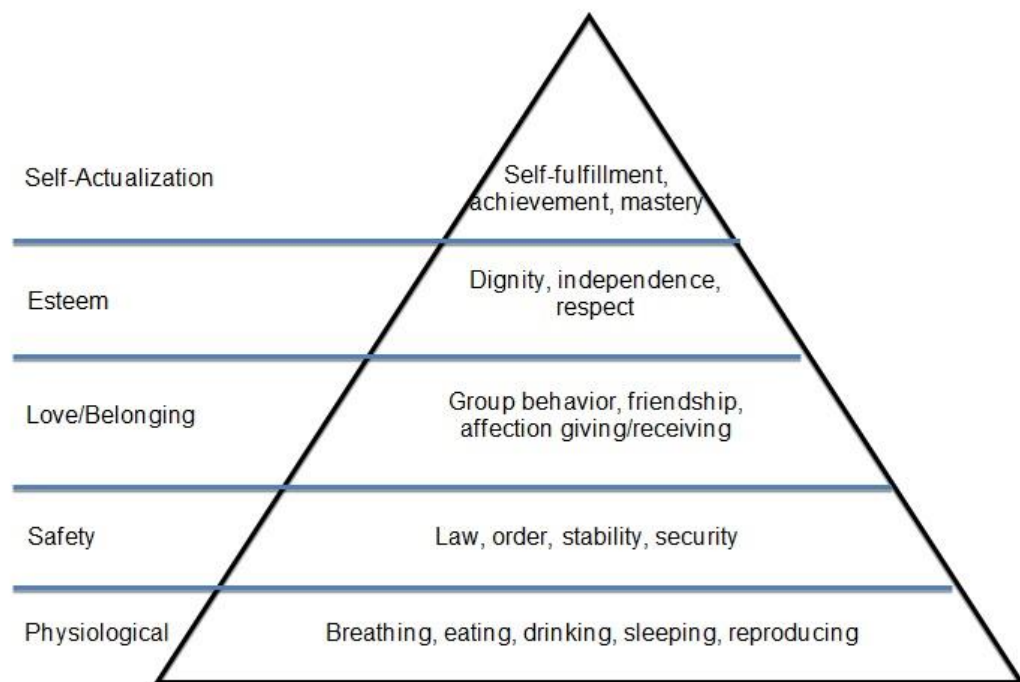 Self-Actualization
Self-fulfillment,
achievement, mastery
Esteem
Dignity, independence,
respect
Love/Belonging
Group behavior, friendship,
affection giving/receiving
Safety
Law, order, stability, security
Physiological
Breathing, eating, drinking, sleeping, reproducing